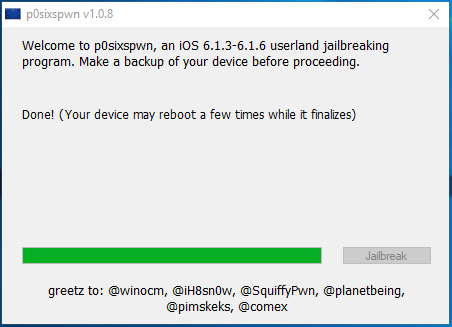 p0sixspwn v1.0.8
Welcome to p0sixspwn, an iOS 6.1.3-6.1.6 userland jailbreaking
program. Make a backup of your device before proceeding.
Done! (Your device may reboot a few times while it finalizes)
Jailbreak
greetz to: @winocm, @iH8sn0w, @SquiffyPwn, @planetbeing,
@pimskeks, @comex